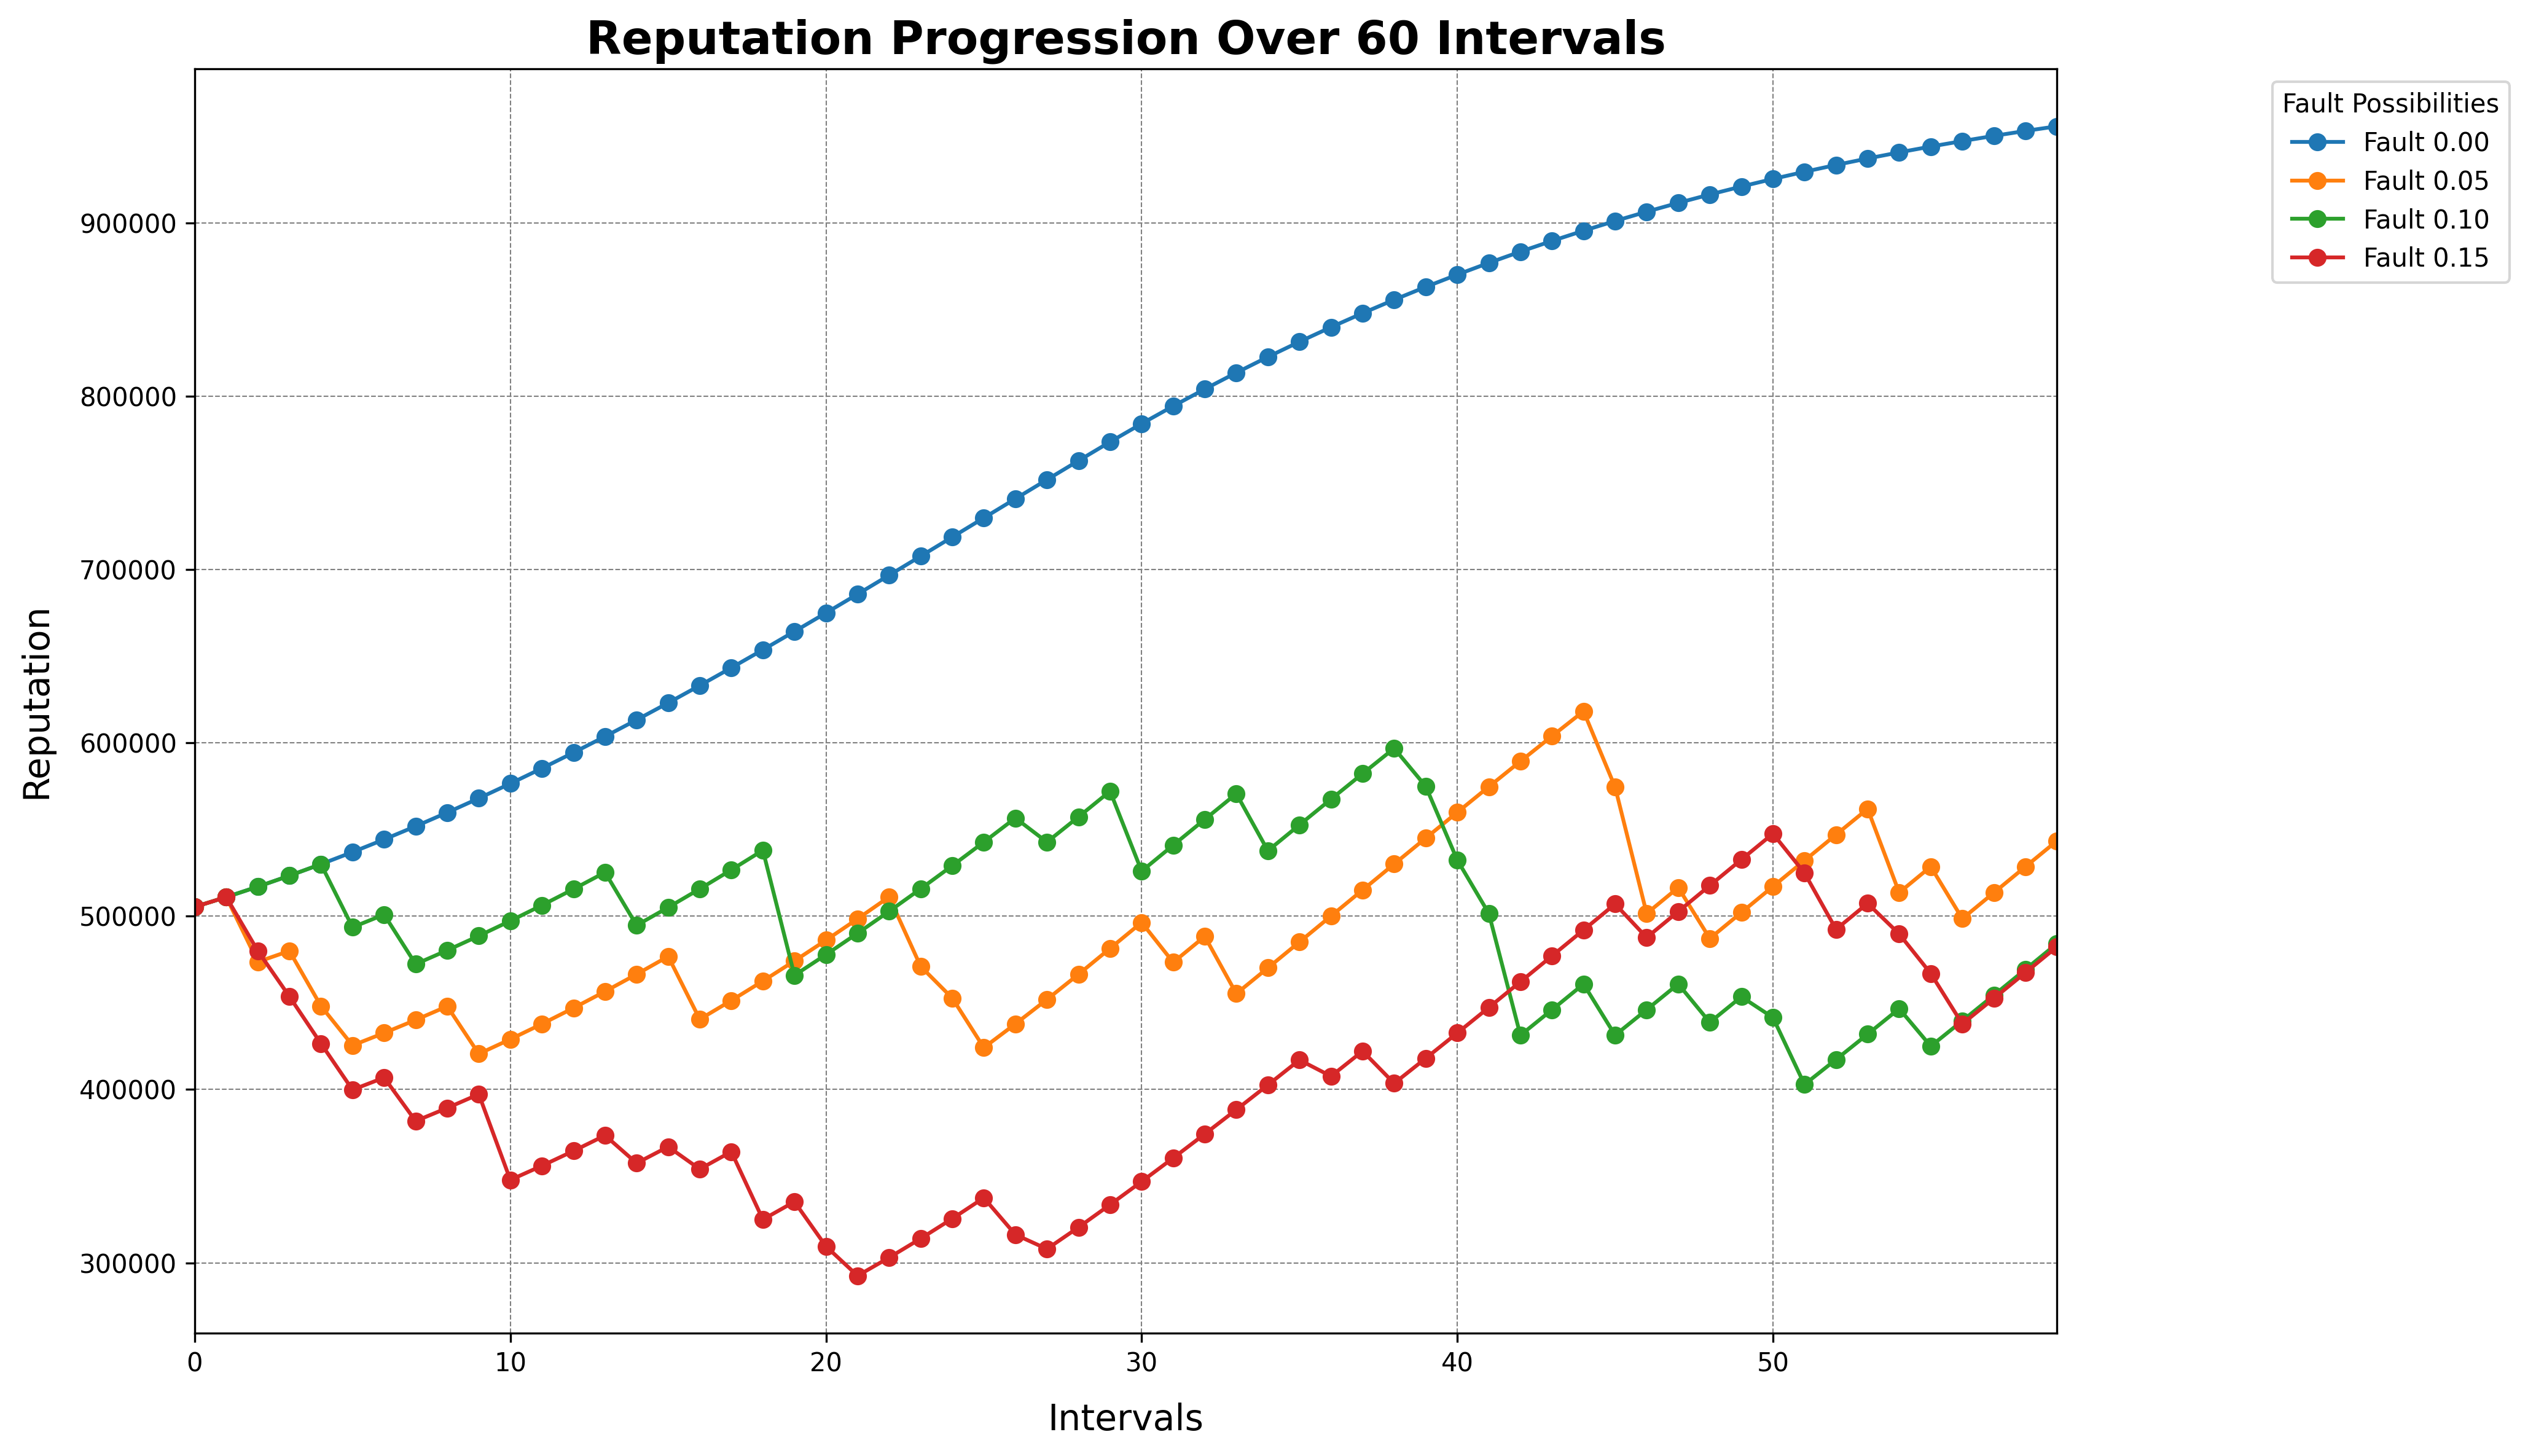 Reputation Progression Over 60 Intervals
Fault Possibilities
Fault 0.00
Fault 0.05
Fault 0.10
Fault 0.15
Reputation
900000
800000
700000
600000
500000
400000
300000
0 10 20 30 40 50
Intervals